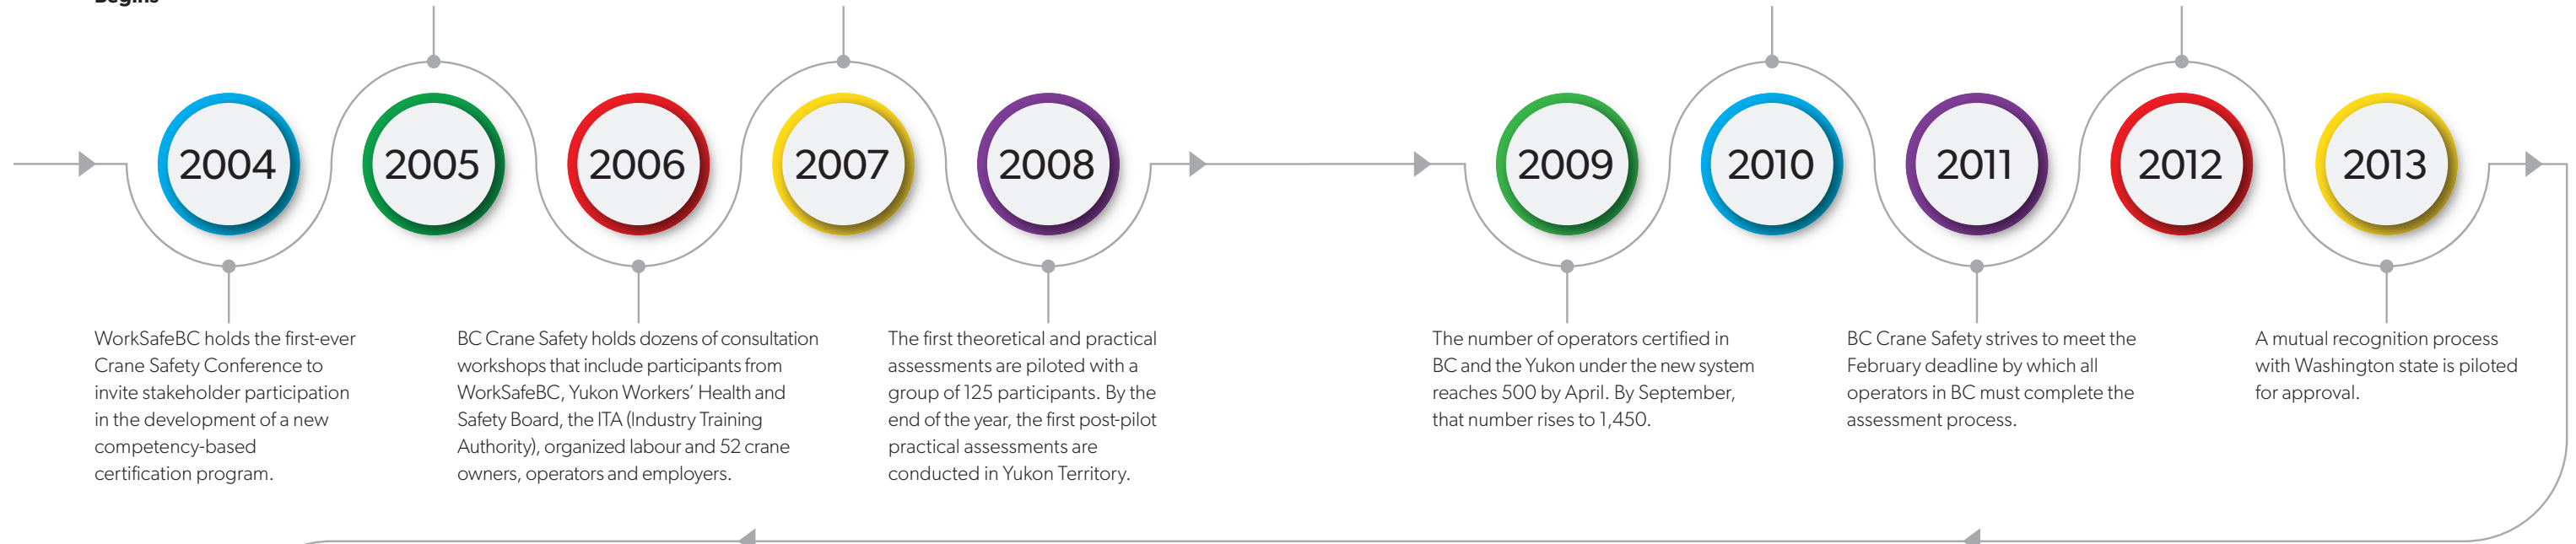 Begins
2004
2005
2006
2007
2008
2009
2010
2011
2012
2013
WorkSafeBC holds the first-ever
Crane Safety Conference to
invite stakeholder participation
in the development of a new
competency-based
certification program.
BC Crane Safety holds dozens of consultation
workshops that include participants from
WorkSafeBC, Yukon Workers’ Health and
Safety Board, the ITA (Industry Training
Authority), organized labour and 52 crane
owners, operators and employers.
The first theoretical and practical
assessments are piloted with a
group of 125 participants. By the
end of the year, the first post-pilot
practical assessments are
conducted in Yukon Territory.
The number of operators certified in
BC and the Yukon under the new system
reaches 500 by April. By September,
that number rises to 1,450.
BC Crane Safety strives to meet the
February deadline by which all
operators in BC must complete the
assessment process.
A mutual recognition process
with Washington state is piloted
for approval.